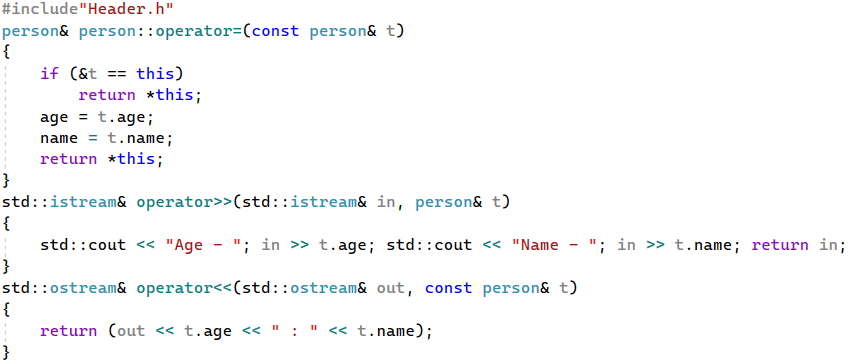 #include"Header.h"
person& person::operator=(const person& t)
{
    if (&t == this)
        return *this;
    age = t.age;
    name = t.name;
    return *this;
}
std::istream& operator>>(std::istream& in, person& t)
{
    std::cout << "Age - "; in >> t.age; std::cout << "Name - "; in >> t.name; return in;
}
std::ostream& operator<<(std::ostream& out, const person& t)
{
    return (out << t.age << " : " << t.name);
}